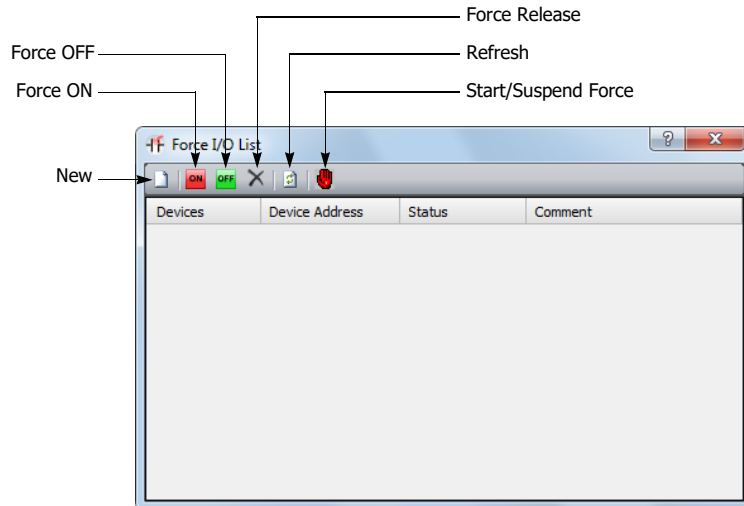 Force Release
Force OFF
Refresh
Force ON
Start/Suspend Force
Force I/O List
?
X
New
ON
OFF
Devices
Device Address
Status
Comment